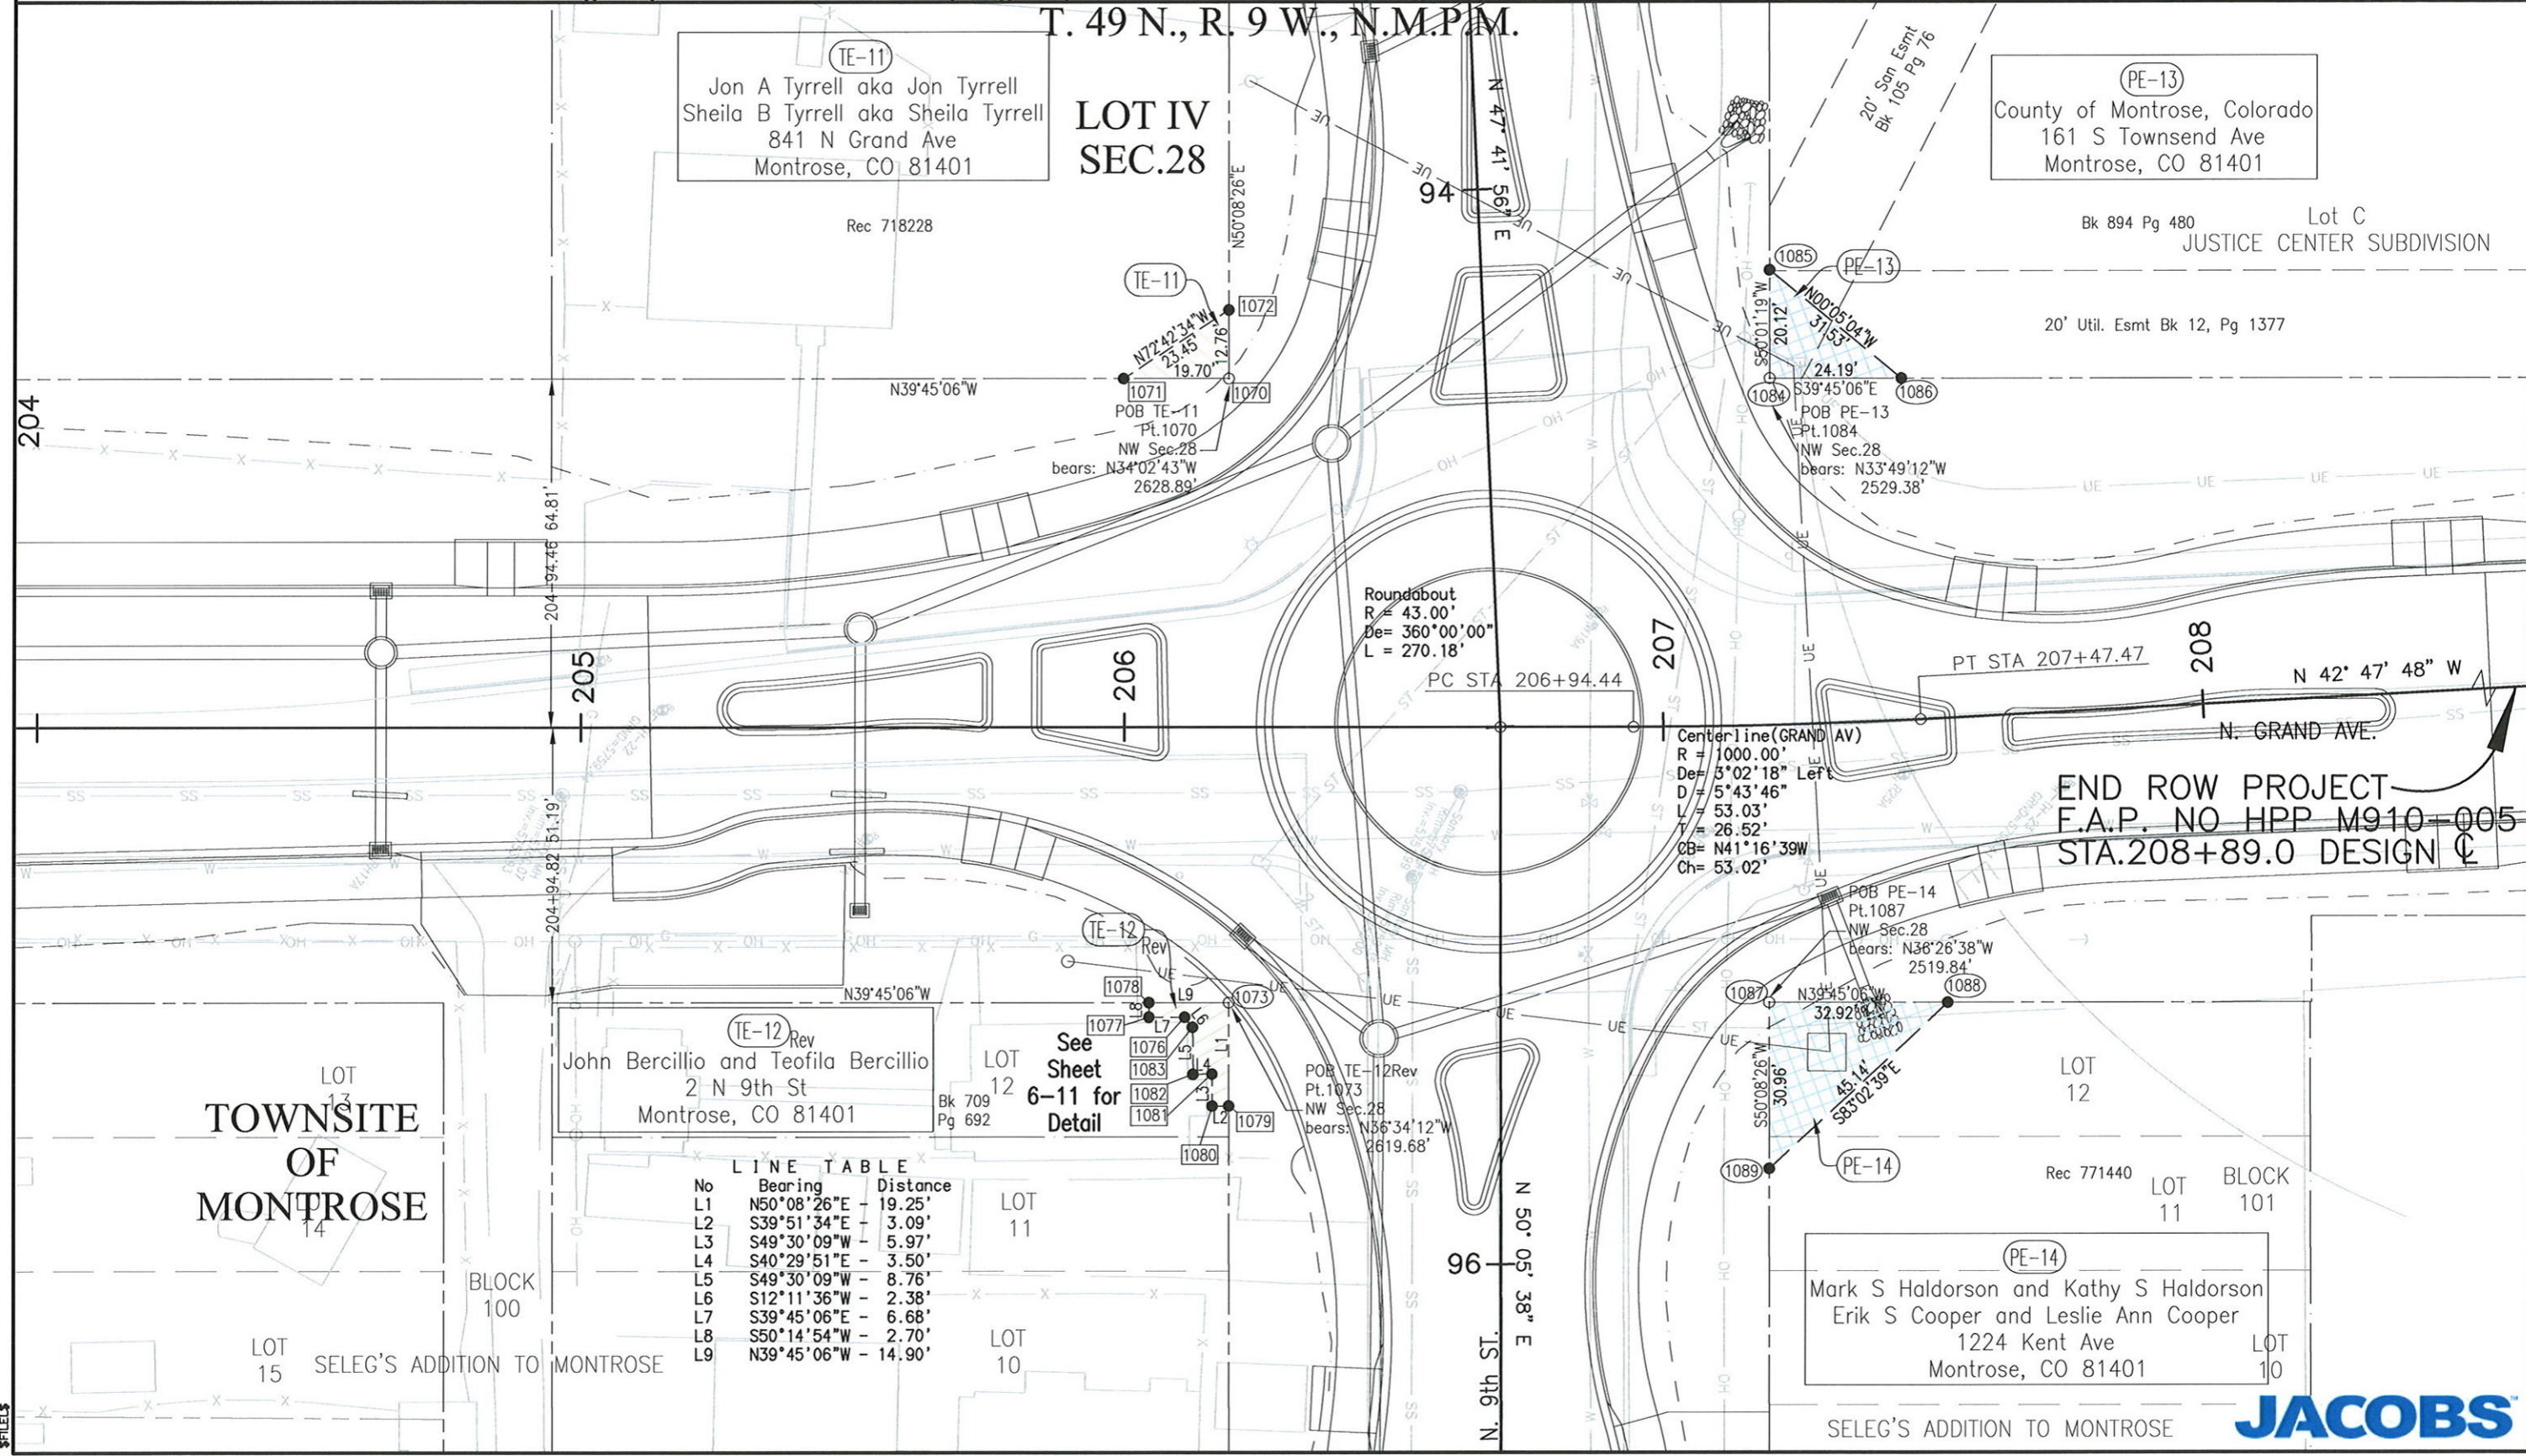 T. 49 N., R. 9 W., N.M.P.M.
TE-11
Jon A Tyrrell aka Jon Tyrrell
Sheila B Tyrrell aka Sheila Tyrrell
841 N Grand Ave
Montrose, CO 81401
Rec 718228
LOT IV
SEC.28
N50°08'26"E
N 47° 41' 56" E
94
20' San Esmt
Bk 105 Pg 76
PE-13
County of Montrose, Colorado
161 S Townsend Ave
Montrose, CO 81401
Bk 894 Pg 480
Lot C
JUSTICE CENTER SUBDIVISION
20' Util. Esmt Bk 12, Pg 1377
TE-11
1072
N72°42'34"W
23.45'
12.76'
19.70'
1071
1070
POB TE-11
Pt.1070
NW Sec.28
bears: N34°02'43"W
2628.89'
N39°45'06"W
1085
PE-13
S50°01'19"W
20.12'
N00°05'04"W
31.53'
24.19'
S39°45'06"E
1084
1086
POB PE-13
Pt.1084
NW Sec.28
bears: N33°49'12"W
2529.38'
204
204+94.46 64.81'
205
206
207
208
Roundabout
R = 43.00'
De= 360°00'00"
L = 270.18'
PC STA 206+94.44
PT STA 207+47.47
N 42° 47' 48" W
N. GRAND AVE.
Centerline(GRAND AV)
R = 1000.00'
De= 3°02'18" Left
D = 5°43'46"
L = 53.03'
T = 26.52'
CB= N41°16'39W
Ch= 53.02'
END ROW PROJECT
F.A.P. NO HPP M910-005
STA.208+89.0 DESIGN ℄
204+94.82 51.19'
TE-12
Rev
N39°45'06"W
1078
1077
1076
1083
1082
1081
1080
1079
1073
L9
L8
L7
L6
L5
L4
L3
L2
L1
See
Sheet
6-11 for
Detail
POB TE-12Rev
Pt.1073
NW Sec.28
bears: N36°34'12"W
2619.68'
POB PE-14
Pt.1087
NW Sec.28
bears: N36°26'38"W
2519.84'
1087
1088
N39°45'06"W
32.92'
S50°08'26"W
30.96'
45.14'
S83°02'39"E
1089
PE-14
TE-12 Rev
John Bercillio and Teofila Bercillio
2 N 9th St
Montrose, CO 81401
LOT
12
Bk 709
Pg 692
LOT
13
TOWNSITE
OF
MONTROSE
LOT
14
BLOCK
100
LOT
15
SELEG'S ADDITION TO MONTROSE
LINE TABLE
No Bearing Distance
L1 N50°08'26"E - 19.25'
L2 S39°51'34"E - 3.09'
L3 S49°30'09"W - 5.97'
L4 S40°29'51"E - 3.50'
L5 S49°30'09"W - 8.76'
L6 S12°11'36"W - 2.38'
L7 S39°45'06"E - 6.68'
L8 S50°14'54"W - 2.70'
L9 N39°45'06"W - 14.90'
LOT
11
LOT
10
96
N 50° 05' 38" E
N. 9th ST.
LOT
12
Rec 771440
LOT
11
BLOCK
101
PE-14
Mark S Haldorson and Kathy S Haldorson
Erik S Cooper and Leslie Ann Cooper
1224 Kent Ave
Montrose, CO 81401
LOT
10
SELEG'S ADDITION TO MONTROSE
JACOBS